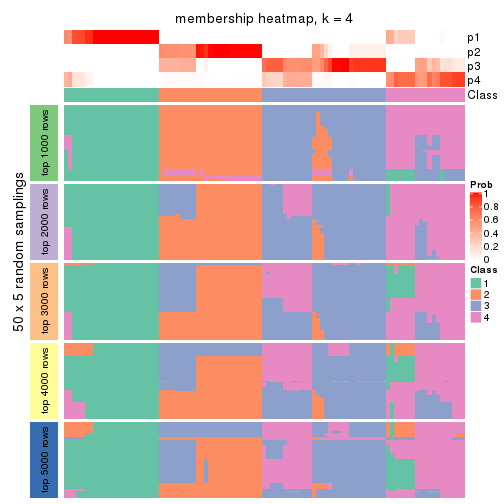 membership heatmap, k = 4
p1
p2
p3
p4
Class
50 x 5 random samplings
top 1000 rows
top 2000 rows
top 3000 rows
top 4000 rows
top 5000 rows
Prob
1
0.8
0.6
0.4
0.2
0
Class
1
2
3
4